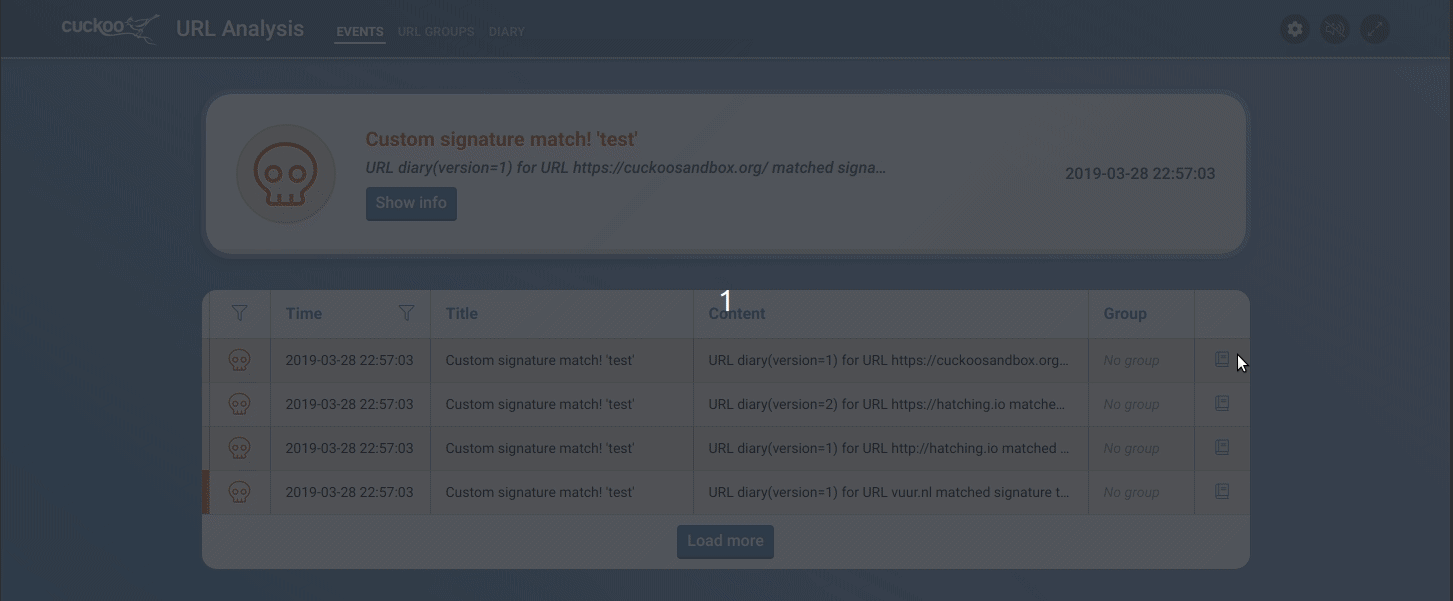 cuckoo URL Analysis EVENTS URL GROUPS DIARY
Custom signature match! 'test'
URL diary(version=1) for URL https://cuckoosandbox.org/ matched signa...
2019-03-28 22:57:03
Show info
1
Time Title Content Group
2019-03-28 22:57:03 Custom signature match! 'test' URL diary(version=1) for URL https://cuckoosandbox.org... No group
2019-03-28 22:57:03 Custom signature match! 'test' URL diary(version=2) for URL https://hatching.io matche... No group
2019-03-28 22:57:03 Custom signature match! 'test' URL diary(version=1) for URL http://hatching.io matched ... No group
2019-03-28 22:57:03 Custom signature match! 'test' URL diary(version=1) for URL vuur.nl matched signature t... No group
Load more